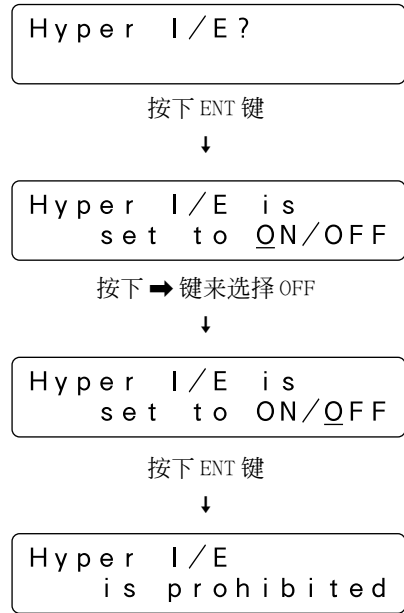 Hyper I/E?
按下 ENT 键
↓
Hyper I/E is
set to ON/OFF
按下 ➡ 键来选择 OFF
↓
Hyper I/E is
set to ON/OFF
按下 ENT 键
↓
Hyper I/E
is prohibited